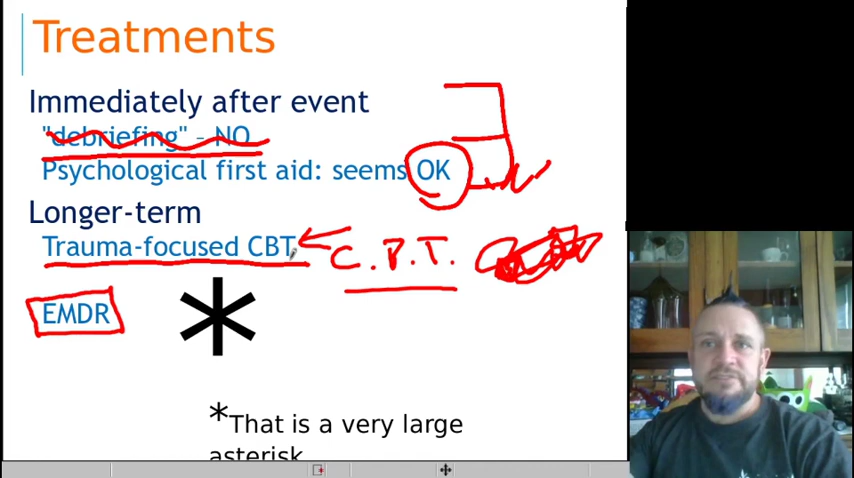 Treatments
Immediately after event
"debriefing" – NO
Psychological first aid: seems OK
Longer-term
Trauma-focused CBT C.B.T.
EMDR *
*That is a very large
asterisk